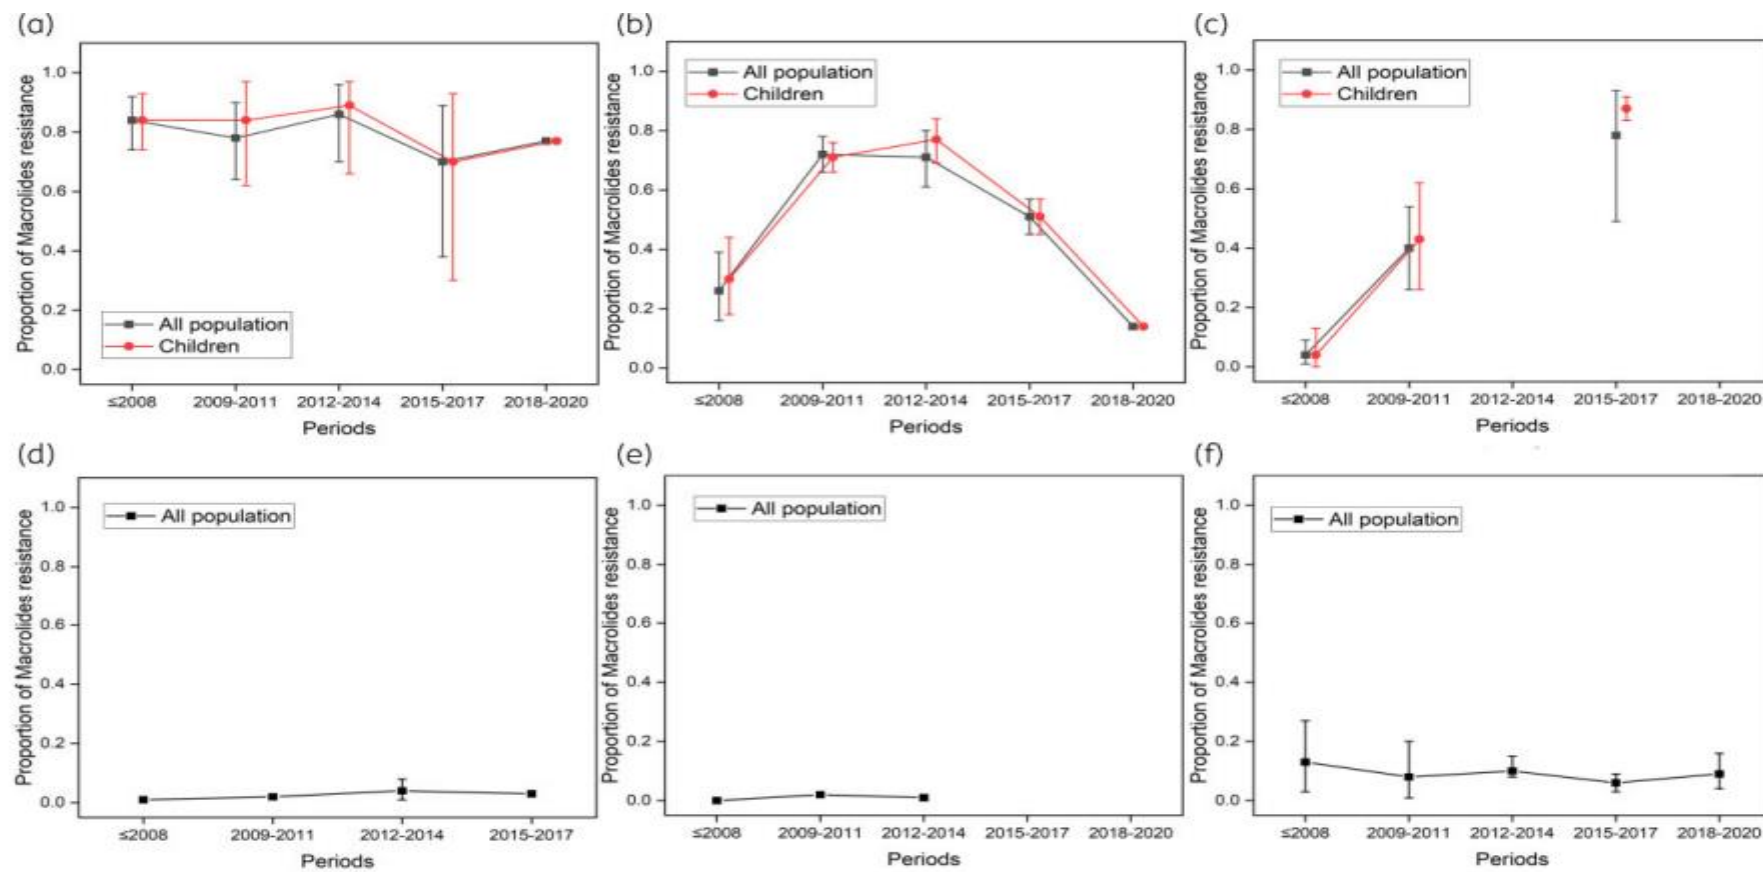 (a)
Proportion of Macrolides resistance
1.0
0.8
0.6
0.4
0.2
0.0
All population
Children
≤2008 2009-2011 2012-2014 2015-2017 2018-2020
Periods
(b)
Proportion of Macrolides resistance
1.0
0.8
0.6
0.4
0.2
0.0
All population
Children
≤2008 2009-2011 2012-2014 2015-2017 2018-2020
Periods
(c)
Proportion of Macrolides resistance
1.0
0.8
0.6
0.4
0.2
0.0
All population
Children
≤2008 2009-2011 2012-2014 2015-2017 2018-2020
Periods
(d)
Proportion of Macrolides resistance
1.0
0.8
0.6
0.4
0.2
0.0
All population
≤2008 2009-2011 2012-2014 2015-2017
Periods
(e)
Proportion of Macrolides resistance
1.0
0.8
0.6
0.4
0.2
0.0
All population
≤2008 2009-2011 2012-2014 2015-2017 2018-2020
Periods
(f)
Proportion of Macrolides resistance
1.0
0.8
0.6
0.4
0.2
0.0
All population
≤2008 2009-2011 2012-2014 2015-2017 2018-2020
Periods